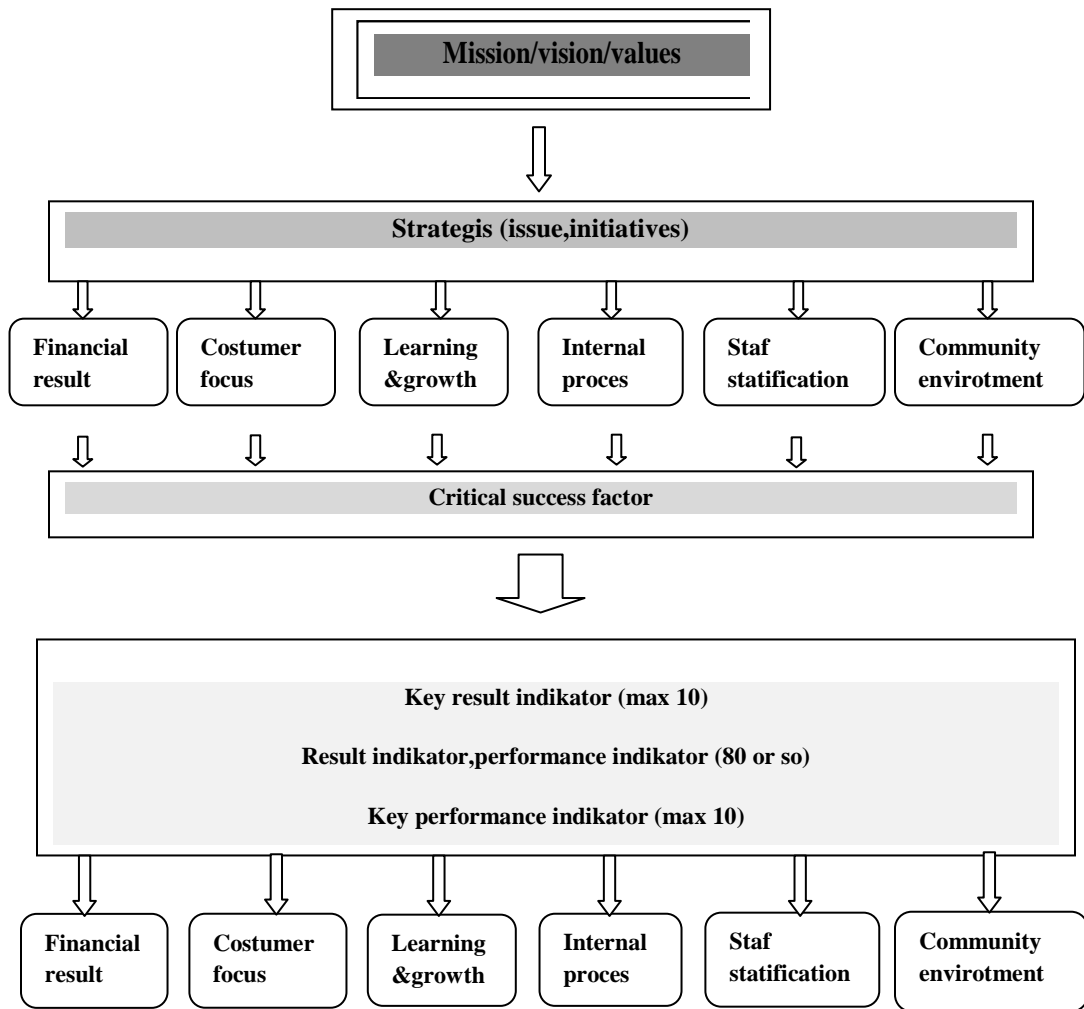 Mission/vision/values
Strategis (issue,initiatives)
Financial
result
Costumer
focus
Learning
&growth
Internal
proces
Staf
statification
Community
envirotment
Critical success factor
Key result indikator (max 10)
Result indikator,performance indikator (80 or so)
Key performance indikator (max 10)
Financial
result
Costumer
focus
Learning
&growth
Internal
proces
Staf
statification
Community
envirotment